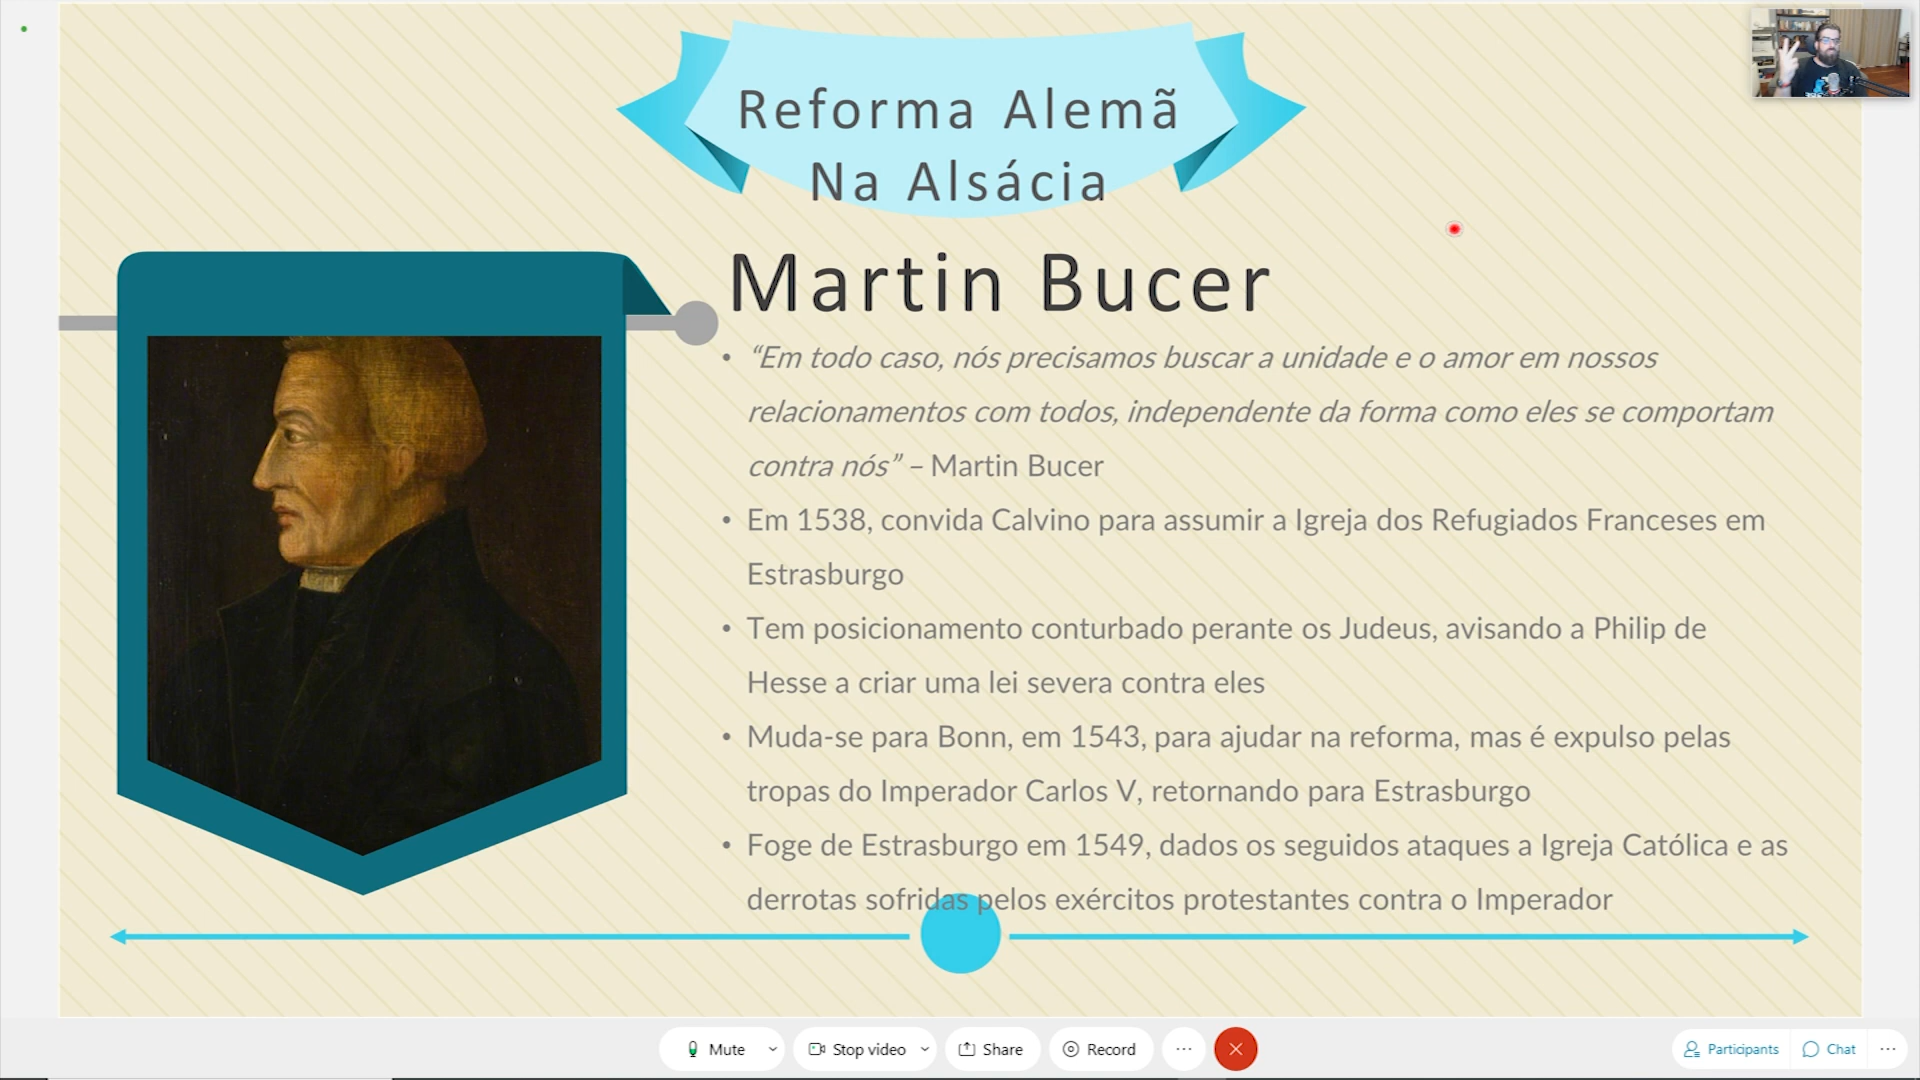 Reforma Alemã
Na Alsácia
Martin Bucer
• “Em todo caso, nós precisamos buscar a unidade e o amor em nossos
relacionamentos com todos, independente da forma como eles se comportam
contra nós” – Martin Bucer
• Em 1538, convida Calvino para assumir a Igreja dos Refugiados Franceses em
Estrasburgo
• Tem posicionamento conturbado perante os Judeus, avisando a Philip de
Hesse a criar uma lei severa contra eles
• Muda-se para Bonn, em 1543, para ajudar na reforma, mas é expulso pelas
tropas do Imperador Carlos V, retornando para Estrasburgo
• Foge de Estrasburgo em 1549, dados os seguidos ataques a Igreja Católica e as
derrotas sofridas pelos exércitos protestantes contra o Imperador
Mute Stop video Share Record Participants Chat